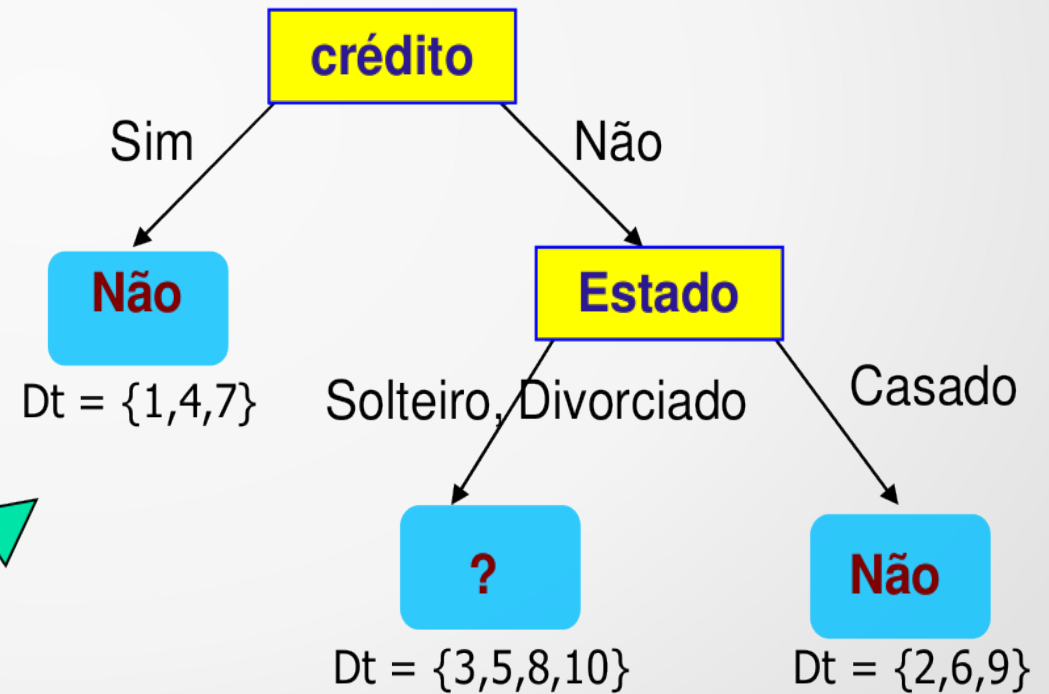 crédito
Sim
Não
Não
Estado
Dt = {1,4,7}
Solteiro, Divorciado
Casado
?
Não
Dt = {3,5,8,10}
Dt = {2,6,9}